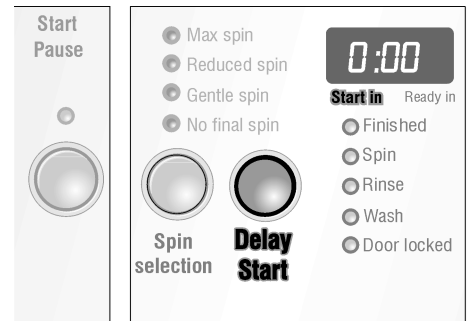 Start
Pause
Max spin
Reduced spin
Gentle spin
No final spin
Spin
selection
Delay
Start
0:00
Start in Ready in
Finished
Spin
Rinse
Wash
Door locked